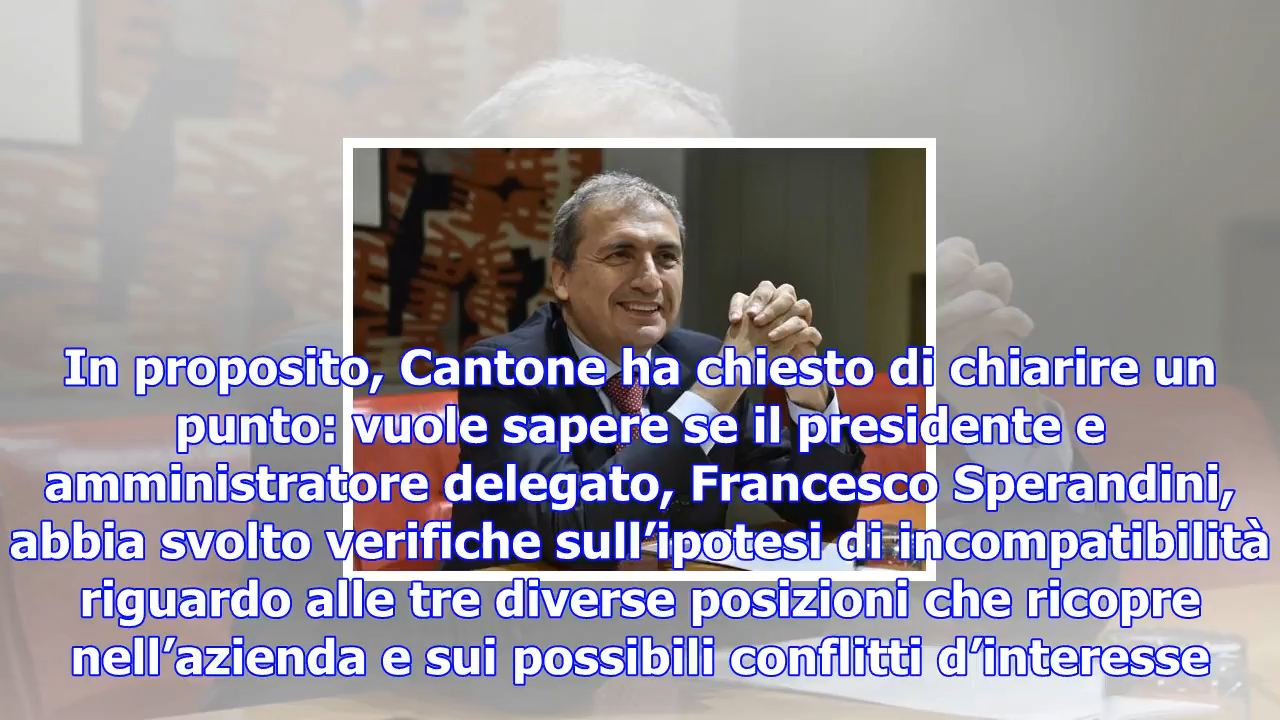 In proposito, Cantone ha chiesto di chiarire un
punto: vuole sapere se il presidente e
amministratore delegato, Francesco Sperandini,
abbia svolto verifiche sull’ipotesi di incompatibilità
riguardo alle tre diverse posizioni che ricopre
nell’azienda e sui possibili conflitti d’interesse